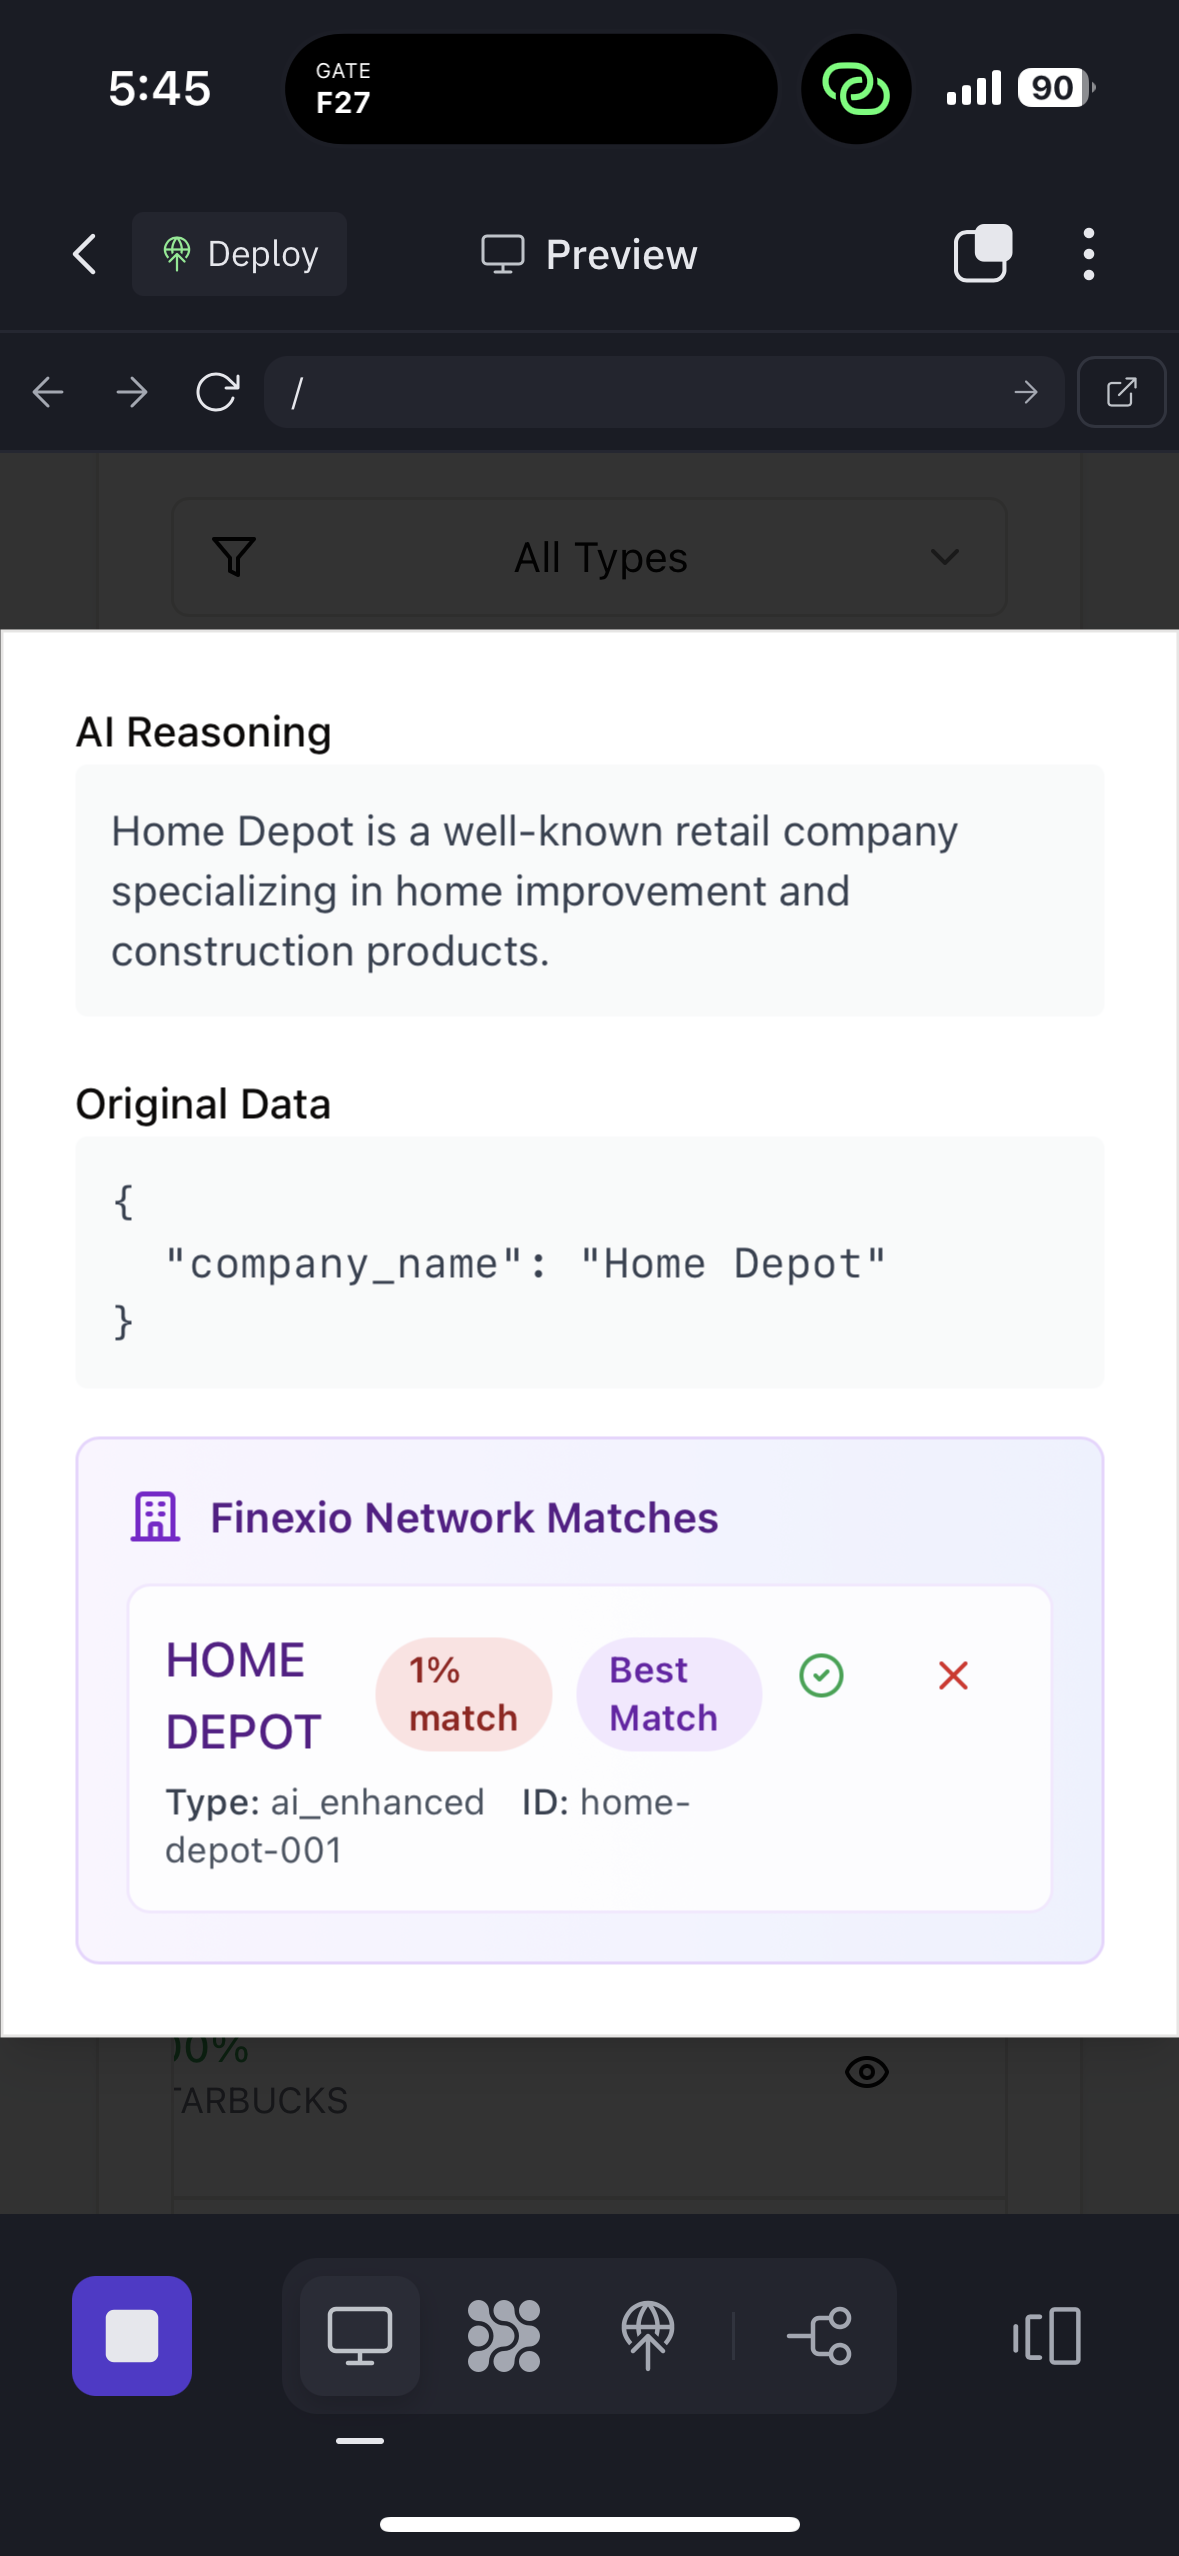 5:45
GATE
F27
90
Deploy
Preview
/
All Types
AI Reasoning
Home Depot is a well-known retail company
specializing in home improvement and
construction products.
Original Data
{
"company_name": "Home Depot"
}
Finexio Network Matches
HOME
DEPOT
1%
match
Best
Match
Type: ai_enhanced ID: home-
depot-001
0%
TARBUCKS